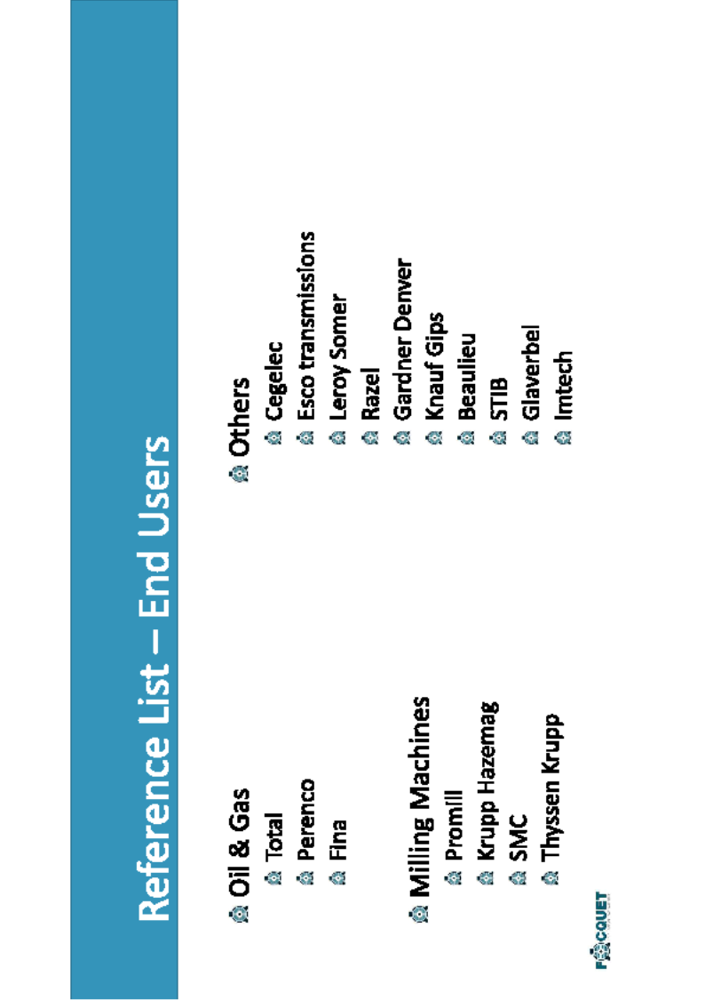 Reference List – End Users
Oil & Gas
Total
Perenco
Fina
Milling Machines
Promill
Krupp Hazemag
SMC
Thyssen Krupp
Others
Cegelec
Esco transmissions
Leroy Somer
Razel
Gardner Denver
Knauf Gips
Beaulieu
STIB
Glaverbel
Imtech
FOCQUET